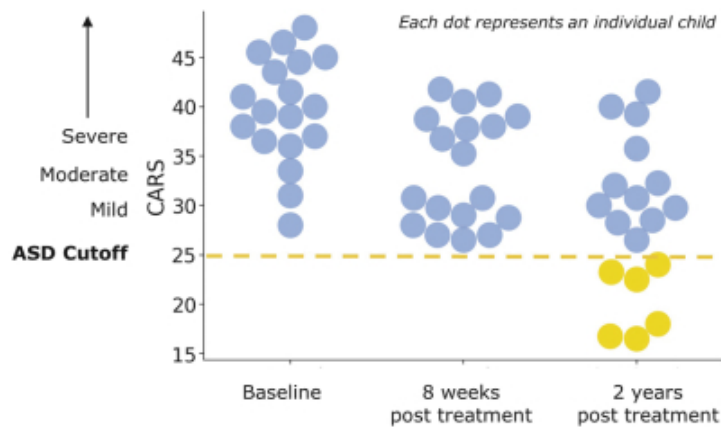 Each dot represents an individual child
45
40
Severe
35
Moderate
CARS
30
Mild
ASD Cutoff
25
20
15
Baseline
8 weeks
post treatment
2 years
post treatment